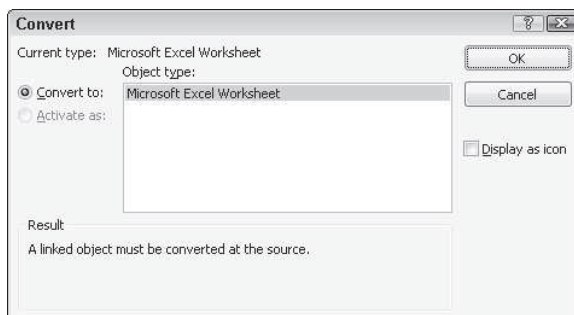 Convert
Current type: Microsoft Excel Worksheet
Object type:
OK
Convert to:
Microsoft Excel Worksheet
Cancel
Activate as:
Display as icon
Result
A linked object must be converted at the source.